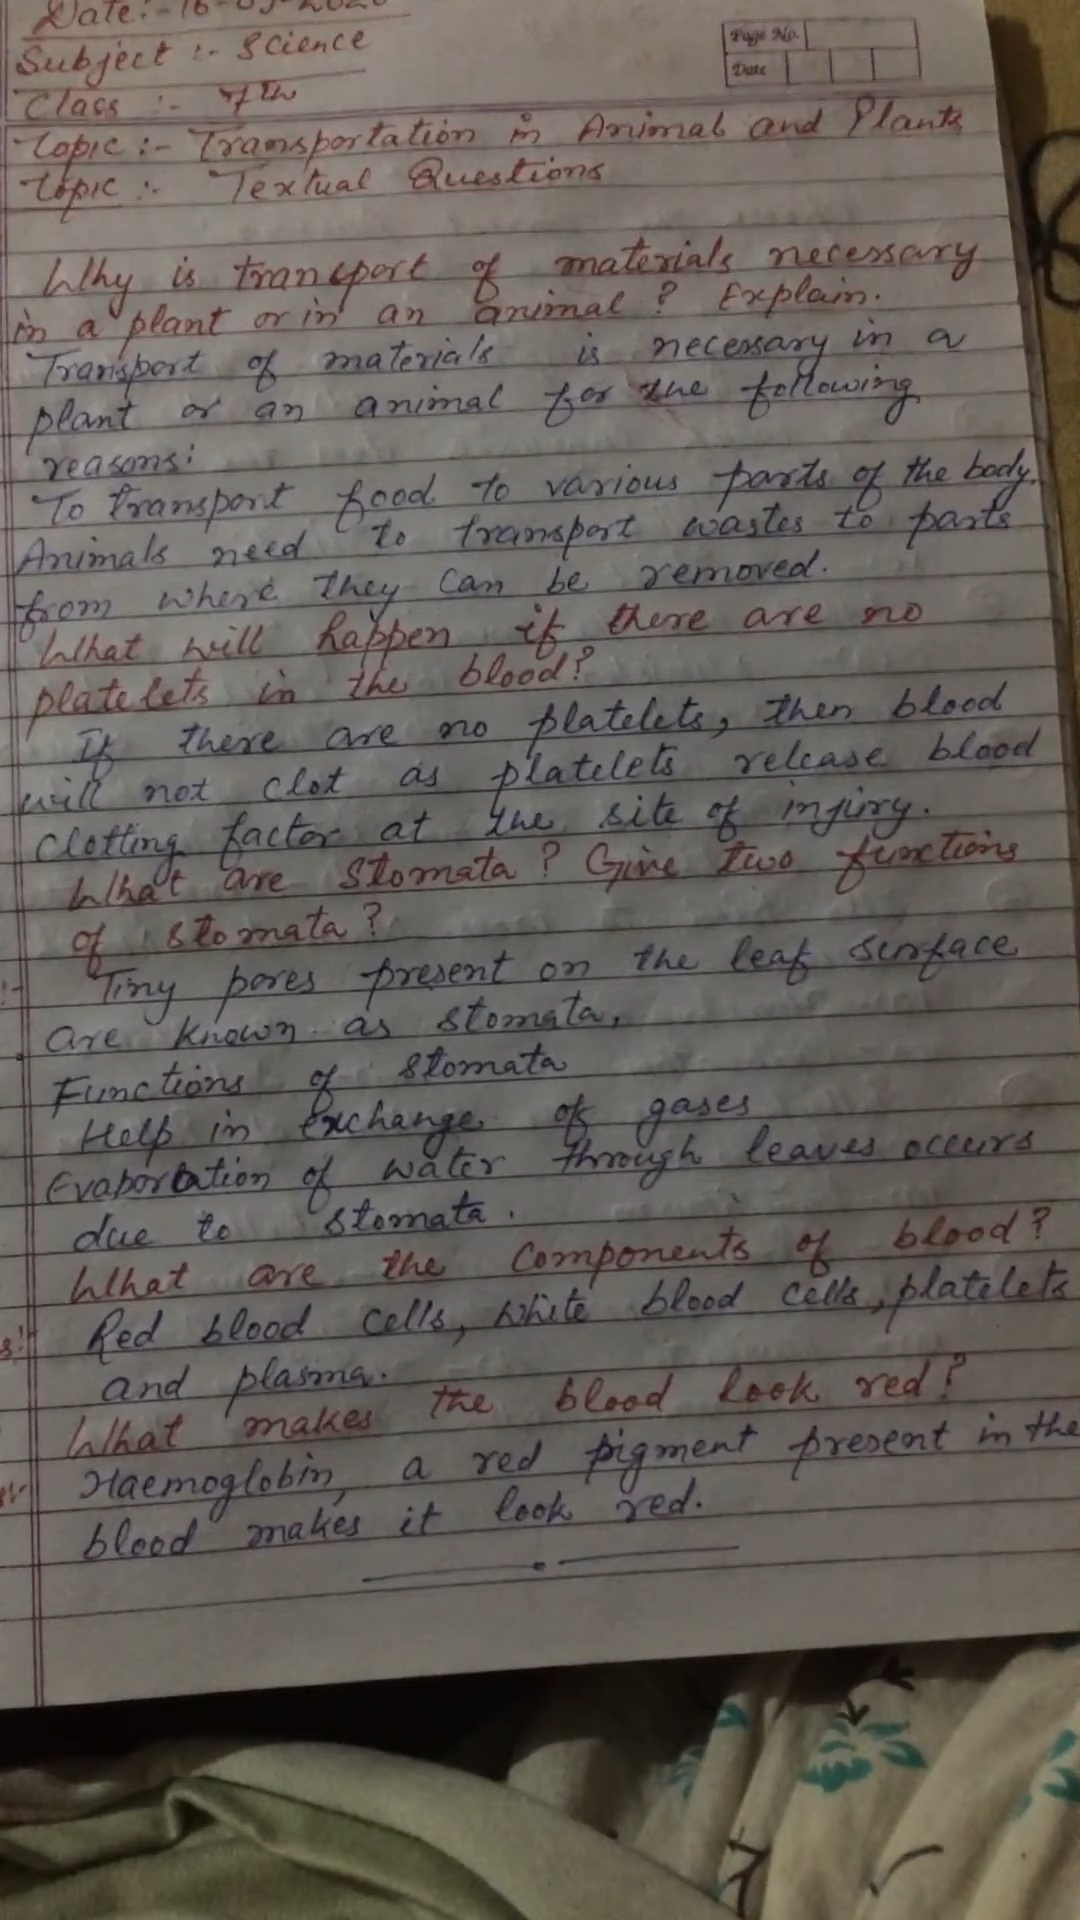 Subject :- Science
Class :- 7th
Page No.
Date
Topic :- Transportation in Animal and Plants
Topic :- Textual Questions
Why is transport of materials necessary
in a plant or in an animal? Explain.
Transport of materials is necessary in a
plant or an animal for the following
reasons:
To transport food to various parts of the body.
Animals need to transport wastes to parts
from where they can be removed.
What will happen if there are no
platelets in the blood?
If there are no platelets, then blood
will not clot as platelets release blood
clotting factor at the site of injury.
What are stomata? Give two functions
of stomata?
Tiny pores present on the leaf surface
are known as stomata,
Functions of stomata
Help in exchange of gases
Evaporation of water through leaves occurs
due to stomata.
What are the components of blood?
Red blood cells, white blood cells, platelets
and plasma.
What makes the blood look red?
Haemoglobin, a red pigment present in the
blood makes it look red.